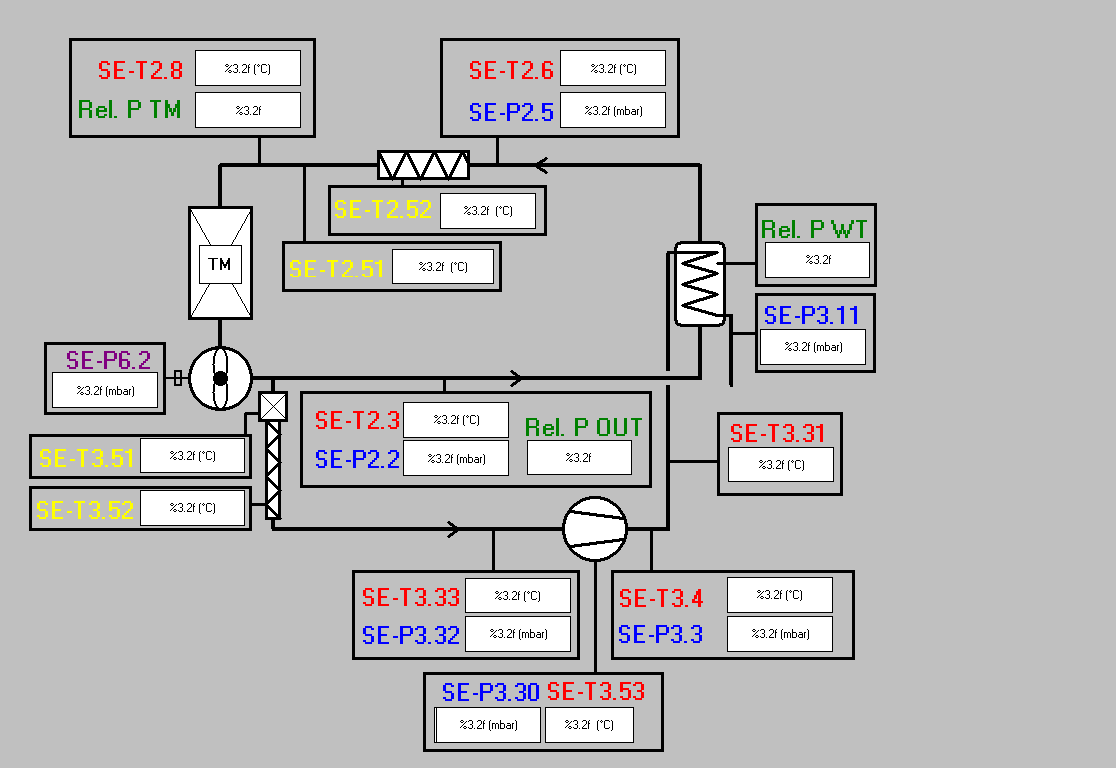 SE-T2.8 %3.2f (°C)
Rel. P TM %3.2f
SE-T2.6 %3.2f (°C)
SE-P2.5 %3.2f (mbar)
SE-T2.52 %3.2f (°C)
SE-T2.51 %3.2f (°C)
TM
Rel. P WT
%3.2f
SE-P3.11
%3.2f (mbar)
SE-P6.2
%3.2f (mbar)
SE-T2.3 %3.2f (°C)
SE-P2.2 %3.2f (mbar)
Rel. P OUT
%3.2f
SE-T3.31
%3.2f (°C)
SE-T3.51 %3.2f (°C)
SE-T3.52 %3.2f (°C)
SE-T3.33 %3.2f (°C)
SE-P3.32 %3.2f (mbar)
SE-T3.4 %3.2f (°C)
SE-P3.3 %3.2f (mbar)
SE-P3.30 SE-T3.53
%3.2f (mbar) %3.2f (°C)